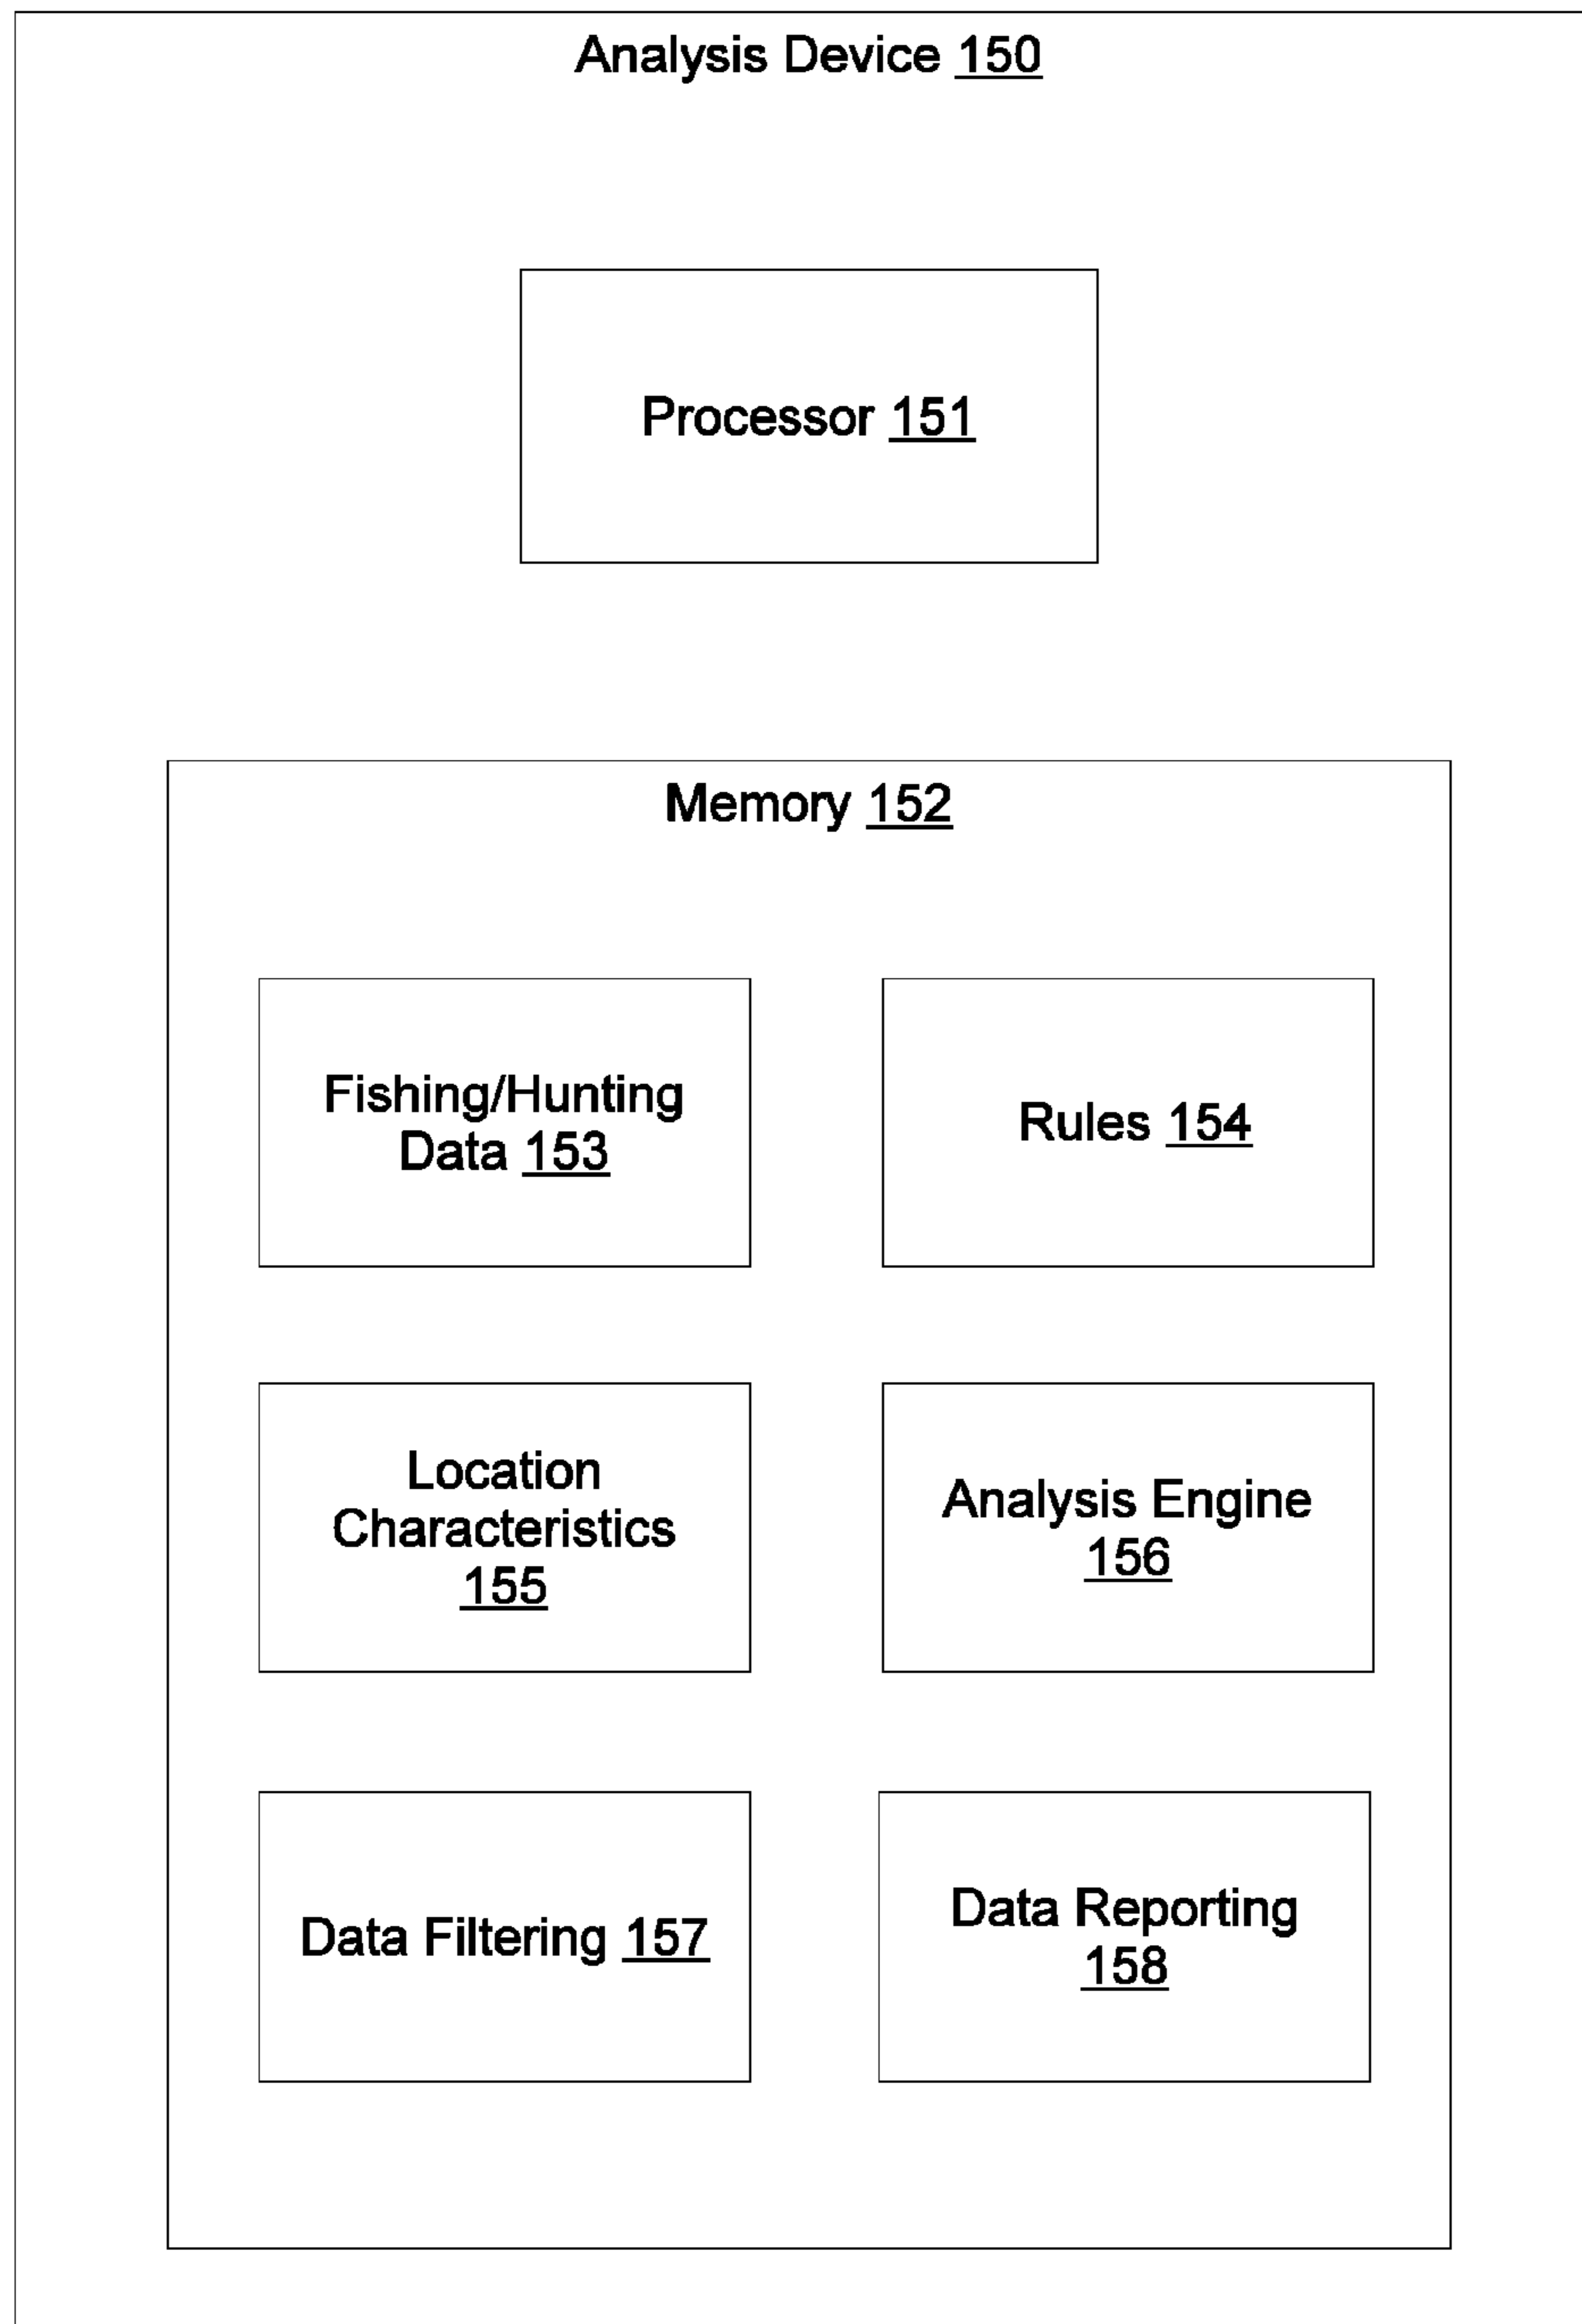 Analysis Device 150
Processor 151
Memory 152
Fishing/Hunting
Data 153
Rules 154
Location
Characteristics
155
Analysis Engine
156
Data Filtering 157
Data Reporting
158